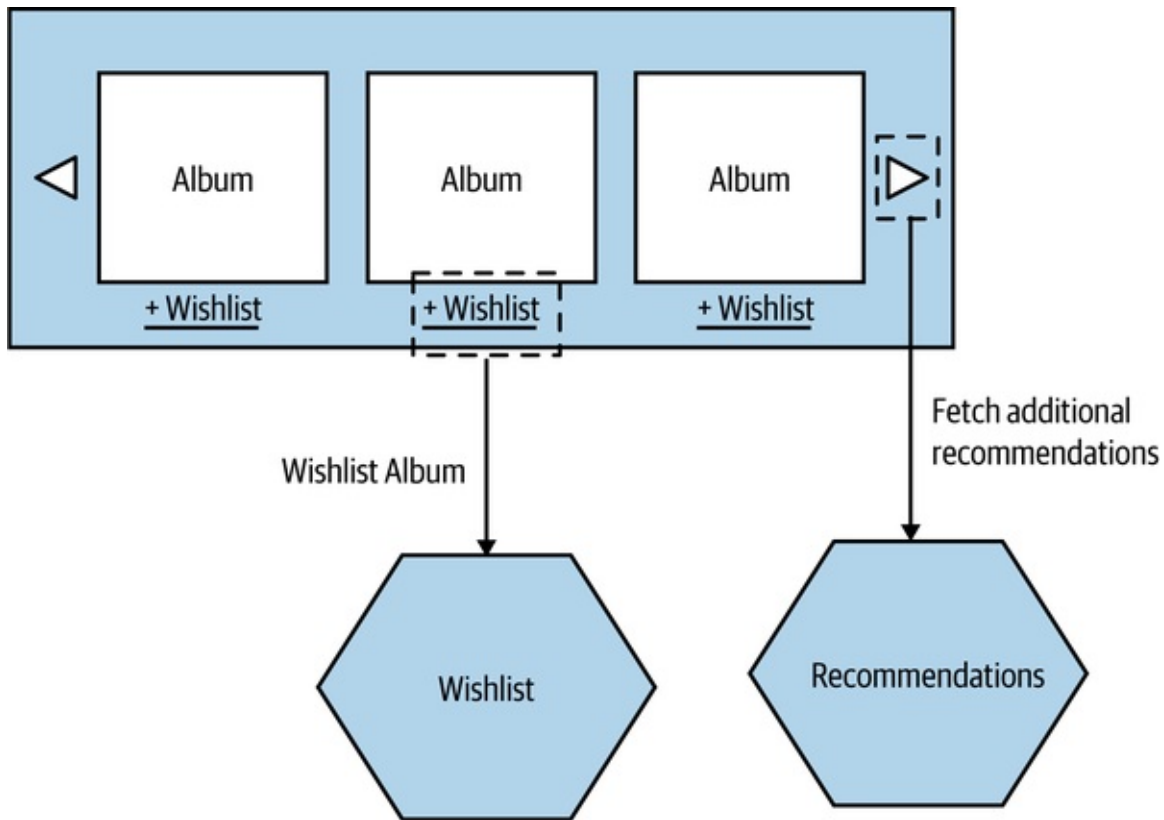 Album
Album
Album
+ Wishlist
+ Wishlist
+ Wishlist
Wishlist Album
Fetch additional
recommendations
Wishlist
Recommendations